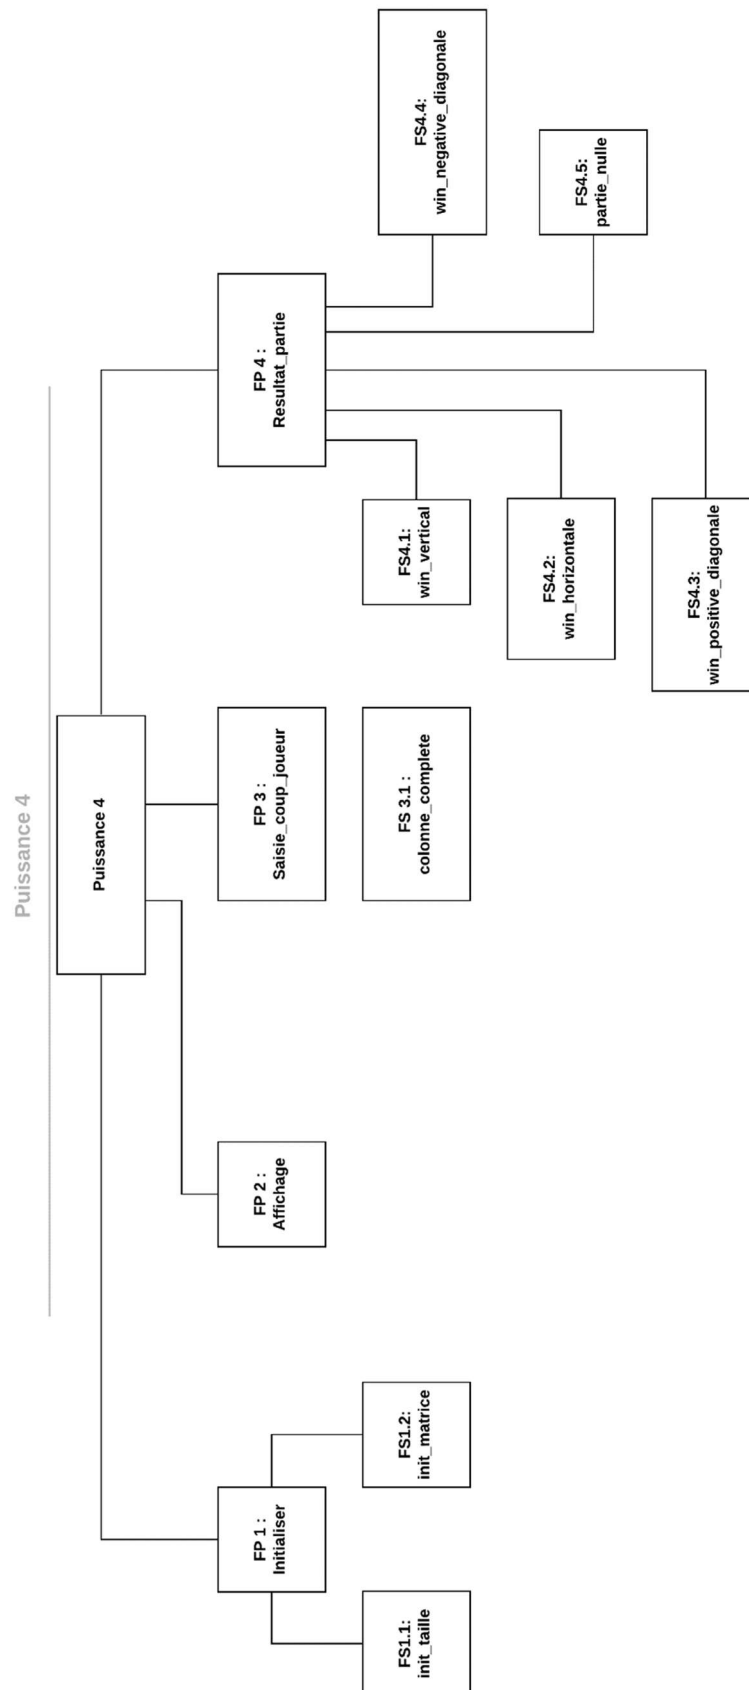 Puissance 4
Puissance 4
FP 1 :
Initialiser
FP 2 :
Affichage
FP 3 :
Saisie_coup_joueur
FP 4 :
Resultat_partie
FS1.1:
init_taille
FS1.2:
init_matrice
FS 3.1 :
colonne_complete
FS4.1:
win_vertical
FS4.4:
win_negative_diagonale
FS4.2:
win_horizontale
FS4.5:
partie_nulle
FS4.3:
win_positive_diagonale